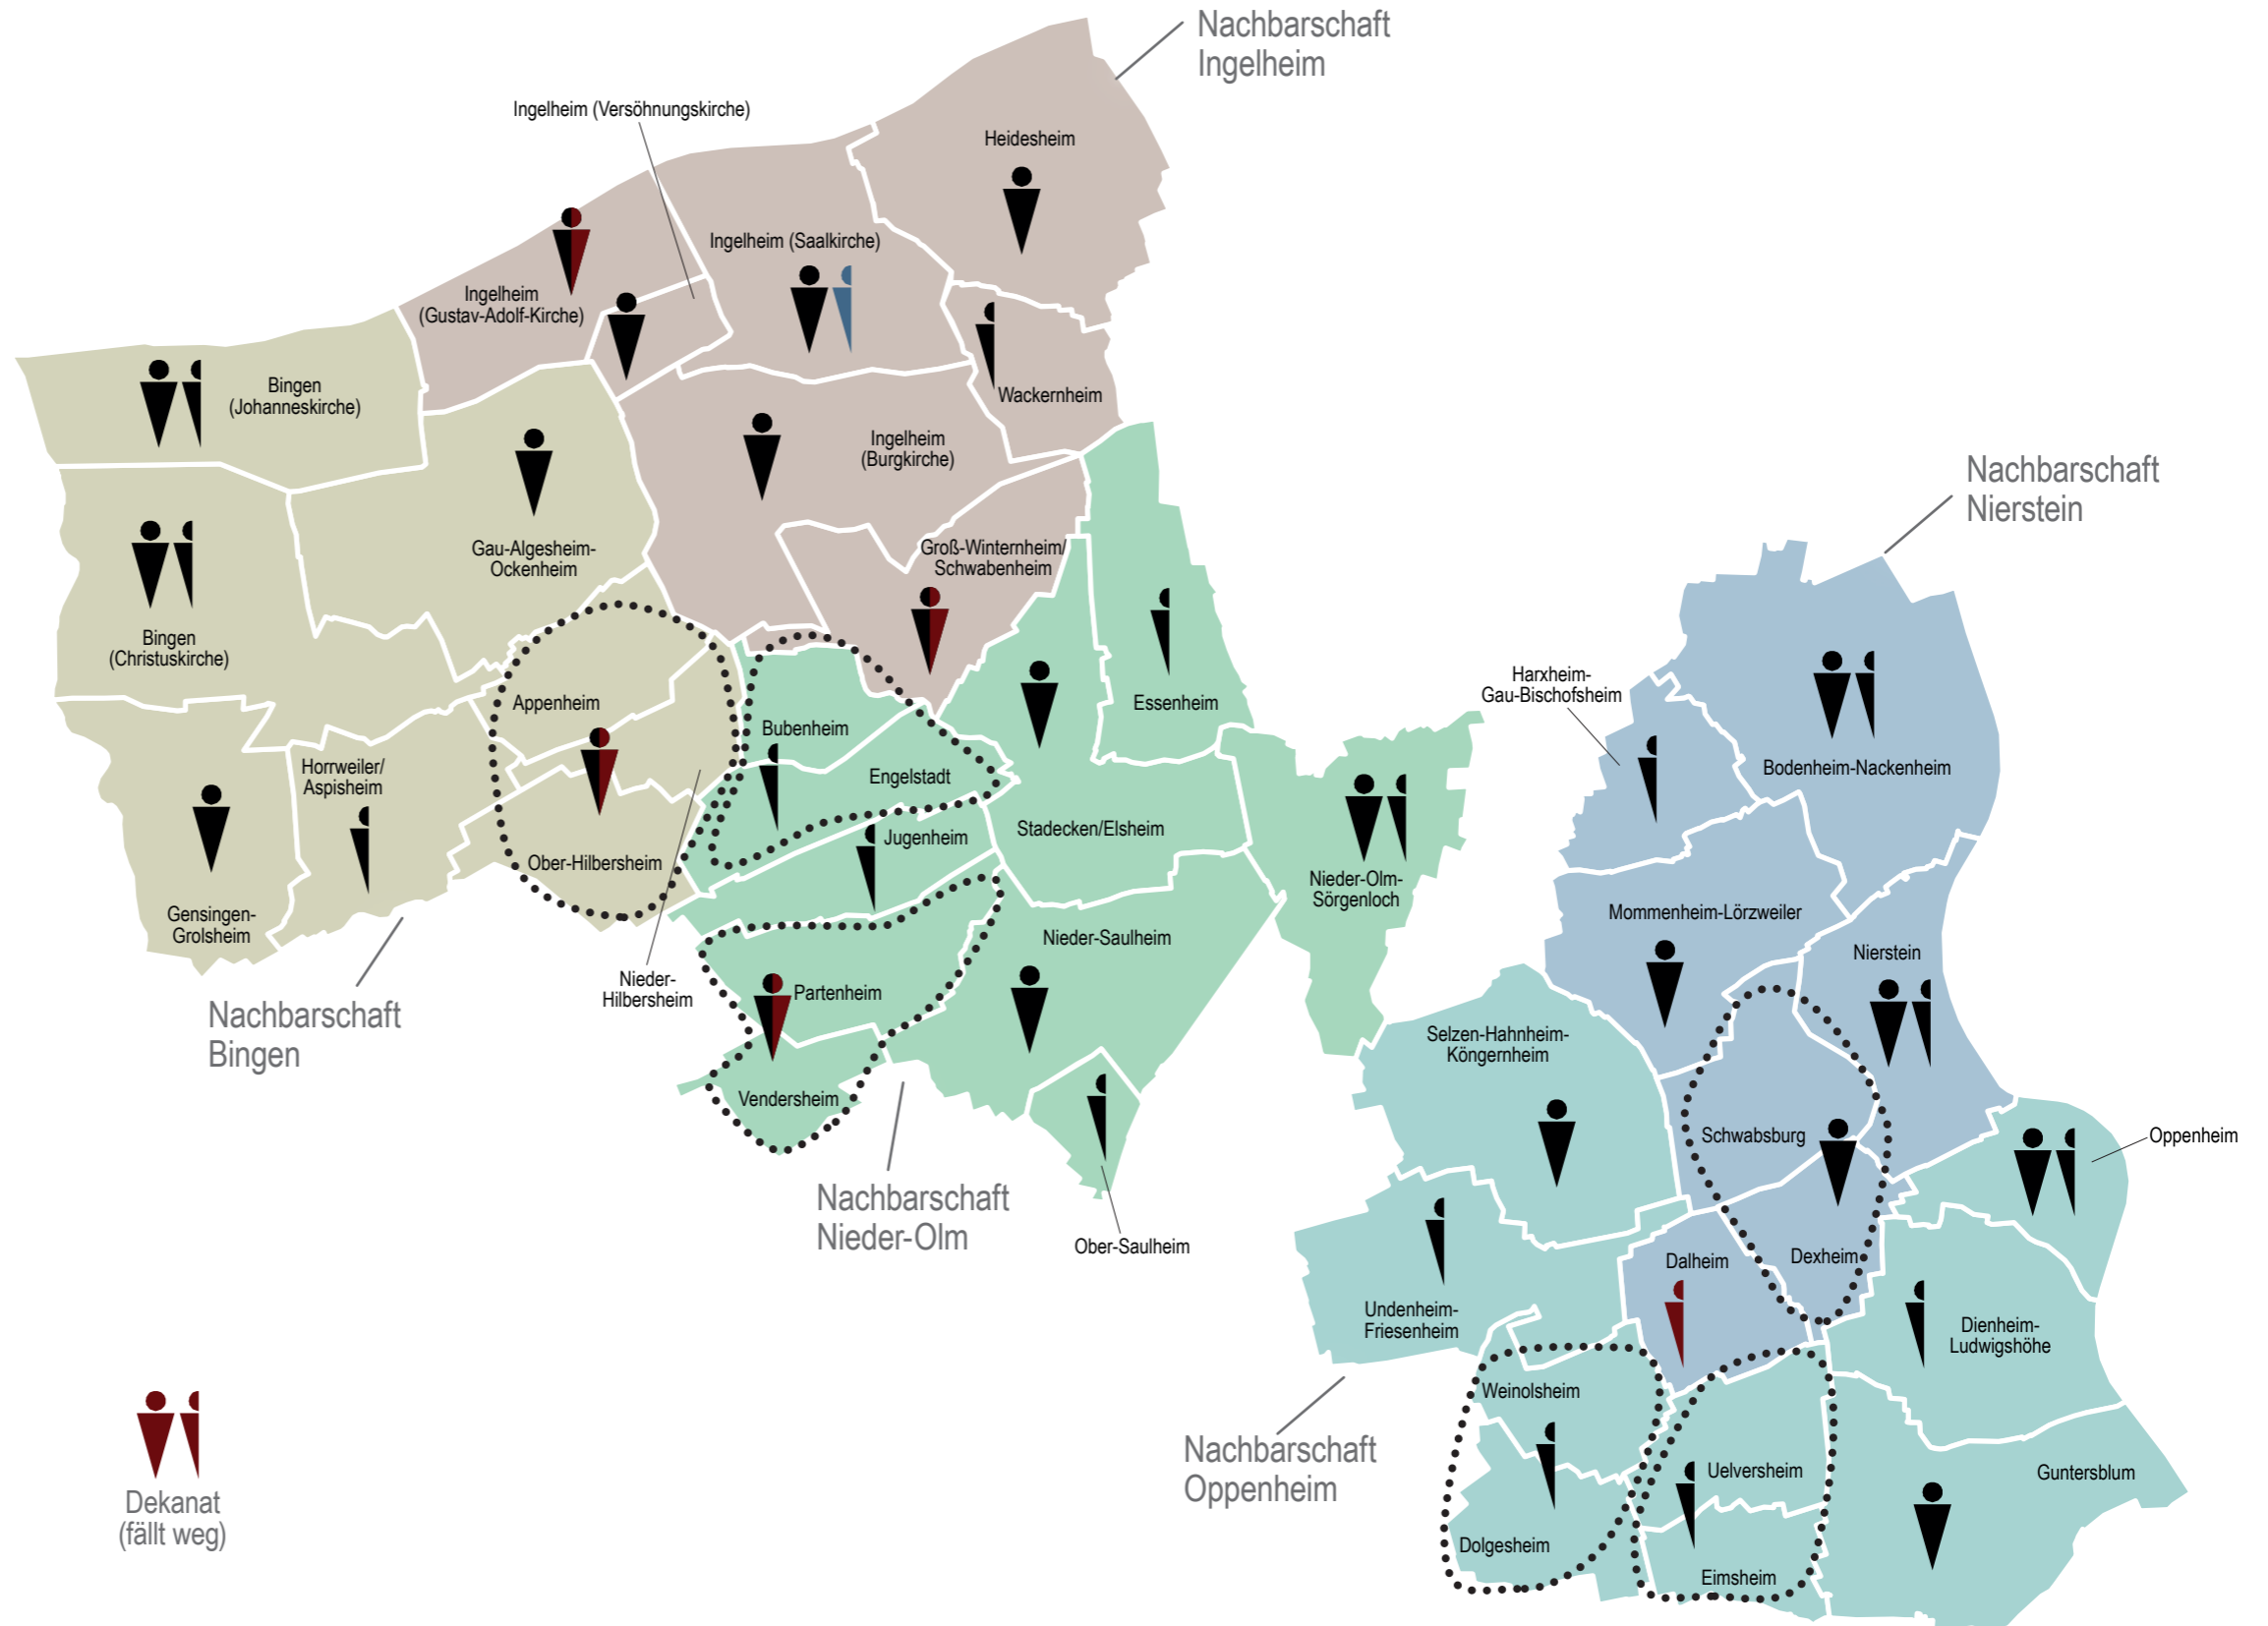 Nachbarschaft
Ingelheim
Ingelheim (Versöhnungskirche)
Heidesheim
Ingelheim (Saalkirche)
Ingelheim
(Gustav-Adolf-Kirche)
Bingen
(Johanneskirche)
Wackernheim
Ingelheim
(Burgkirche)
Nachbarschaft
Nierstein
Gau-Algesheim-
Ockenheim
Groß-Winternheim/
Schwabenheim
Bingen
(Christuskirche)
Harxheim-
Gau-Bischofsheim
Appenheim
Essenheim
Bubenheim
Bodenheim-Nackenheim
Horrweiler/
Aspisheim
Engelstadt
Stadecken/Elsheim
Jugenheim
Ober-Hilbersheim
Nieder-Olm-
Sörgenloch
Gensingen-
Grolsheim
Mommenheim-Lörzweiler
Nieder-Saulheim
Nierstein
Nieder-
Hilbersheim
Partenheim
Nachbarschaft
Bingen
Selzen-Hahnheim-
Köngernheim
Vendersheim
Schwabsburg
Oppenheim
Nachbarschaft
Nieder-Olm
Ober-Saulheim
Dalheim
Dexheim
Undenheim-
Friesenheim
Dienheim-
Ludwigshöhe
Weinolsheim
Nachbarschaft
Oppenheim
Uelversheim
Guntersblum
Dekanat
(fällt weg)
Dolgesheim
Eimsheim